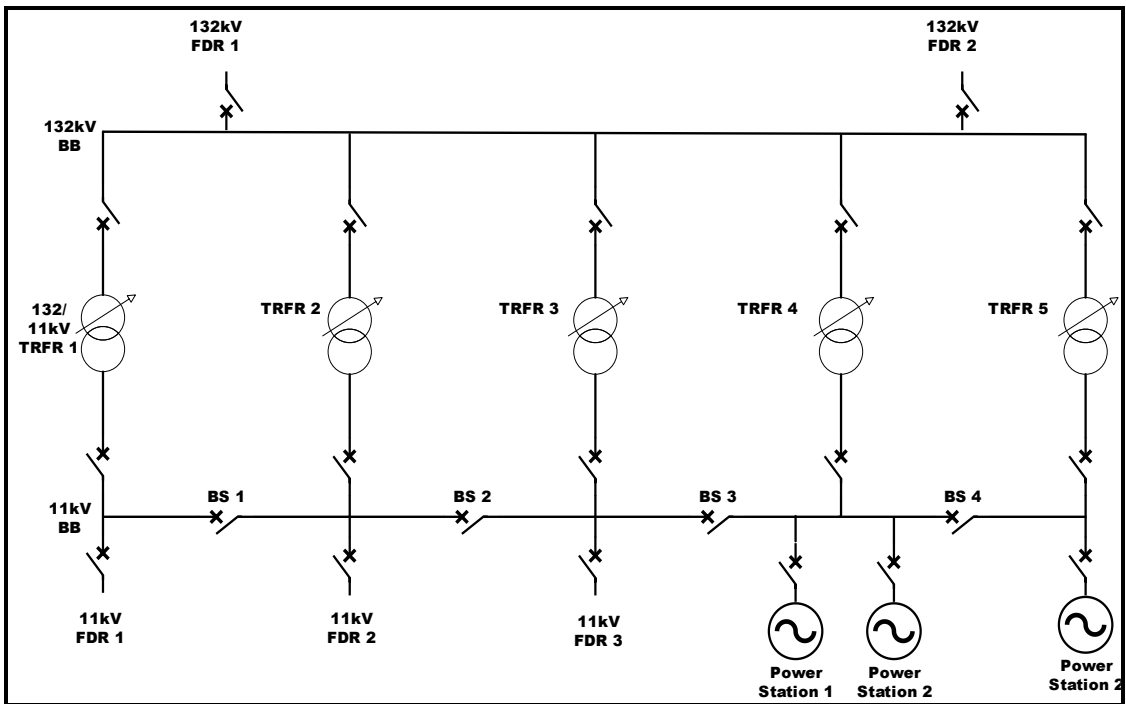 132kV
FDR 1
132kV
FDR 2
132kV
BB
132/
11kV
TRFR 1
TRFR 2
TRFR 3
TRFR 4
TRFR 5
11kV
BB
BS 1
BS 2
BS 3
BS 4
11kV
FDR 1
11kV
FDR 2
11kV
FDR 3
Power
Station 1
Power
Station 2
Power
Station 2